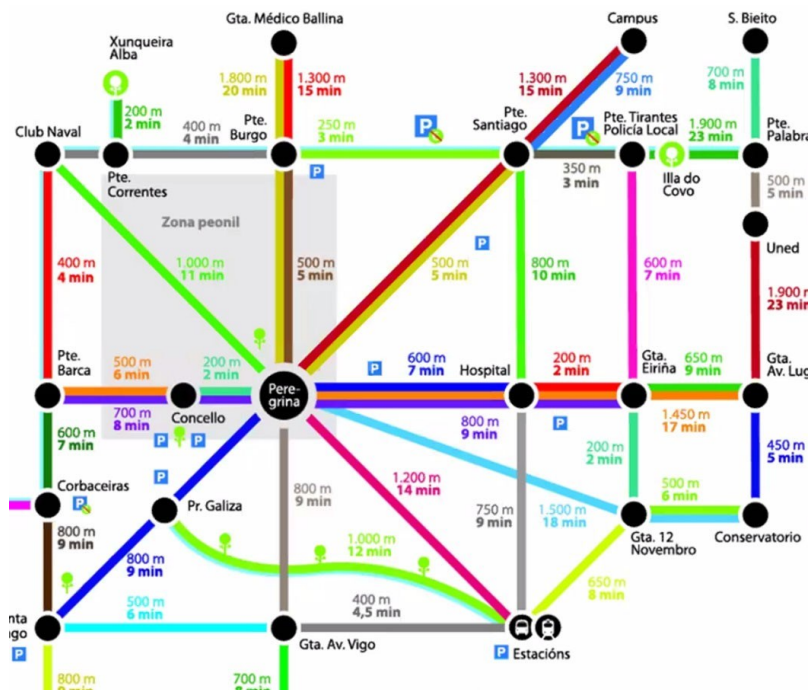 Gta. Médico Ballina
Campus
S. Bieito
Xunqueira
Alba
1.800 m
20 min
1.300 m
15 min
1.300 m
15 min
750 m
9 min
700 m
8 min
200 m
2 min
Club Naval
400 m
4 min
Pte.
Burgo
250 m
3 min
P
Pte.
Santiago
P
Pte. Tirantes
Policía Local
1.900 m
23 min
Pte.
Palabra
Pte.
Correntes
P
350 m
3 min
Illa do
Covo
500 m
5 min
Zona peonil
Uned
400 m
4 min
1.000 m
11 min
500 m
5 min
500 m
5 min
P
800 m
10 min
600 m
7 min
1.900 m
23 min
Pte.
Barca
500 m
6 min
200 m
2 min
P
600 m
7 min
Hospital
200 m
2 min
Gta.
Eiriña
650 m
9 min
Gta.
Av. Lug
Pere-
grina
700 m
8 min
Concello
800 m
9 min
P
1.450 m
17 min
P
P
600 m
7 min
200 m
2 min
450 m
5 min
P
Corbaceiras
P
Pr. Galiza
800 m
9 min
1.200 m
14 min
750 m
9 min
1.500 m
18 min
500 m
6 min
800 m
9 min
Gta. 12
Novembro
Conservatorio
800 m
9 min
1.000 m
12 min
650 m
8 min
500 m
6 min
400 m
4,5 min
nta
ago
P
Gta. Av. Vigo
P
Estacións
800 m
700 m